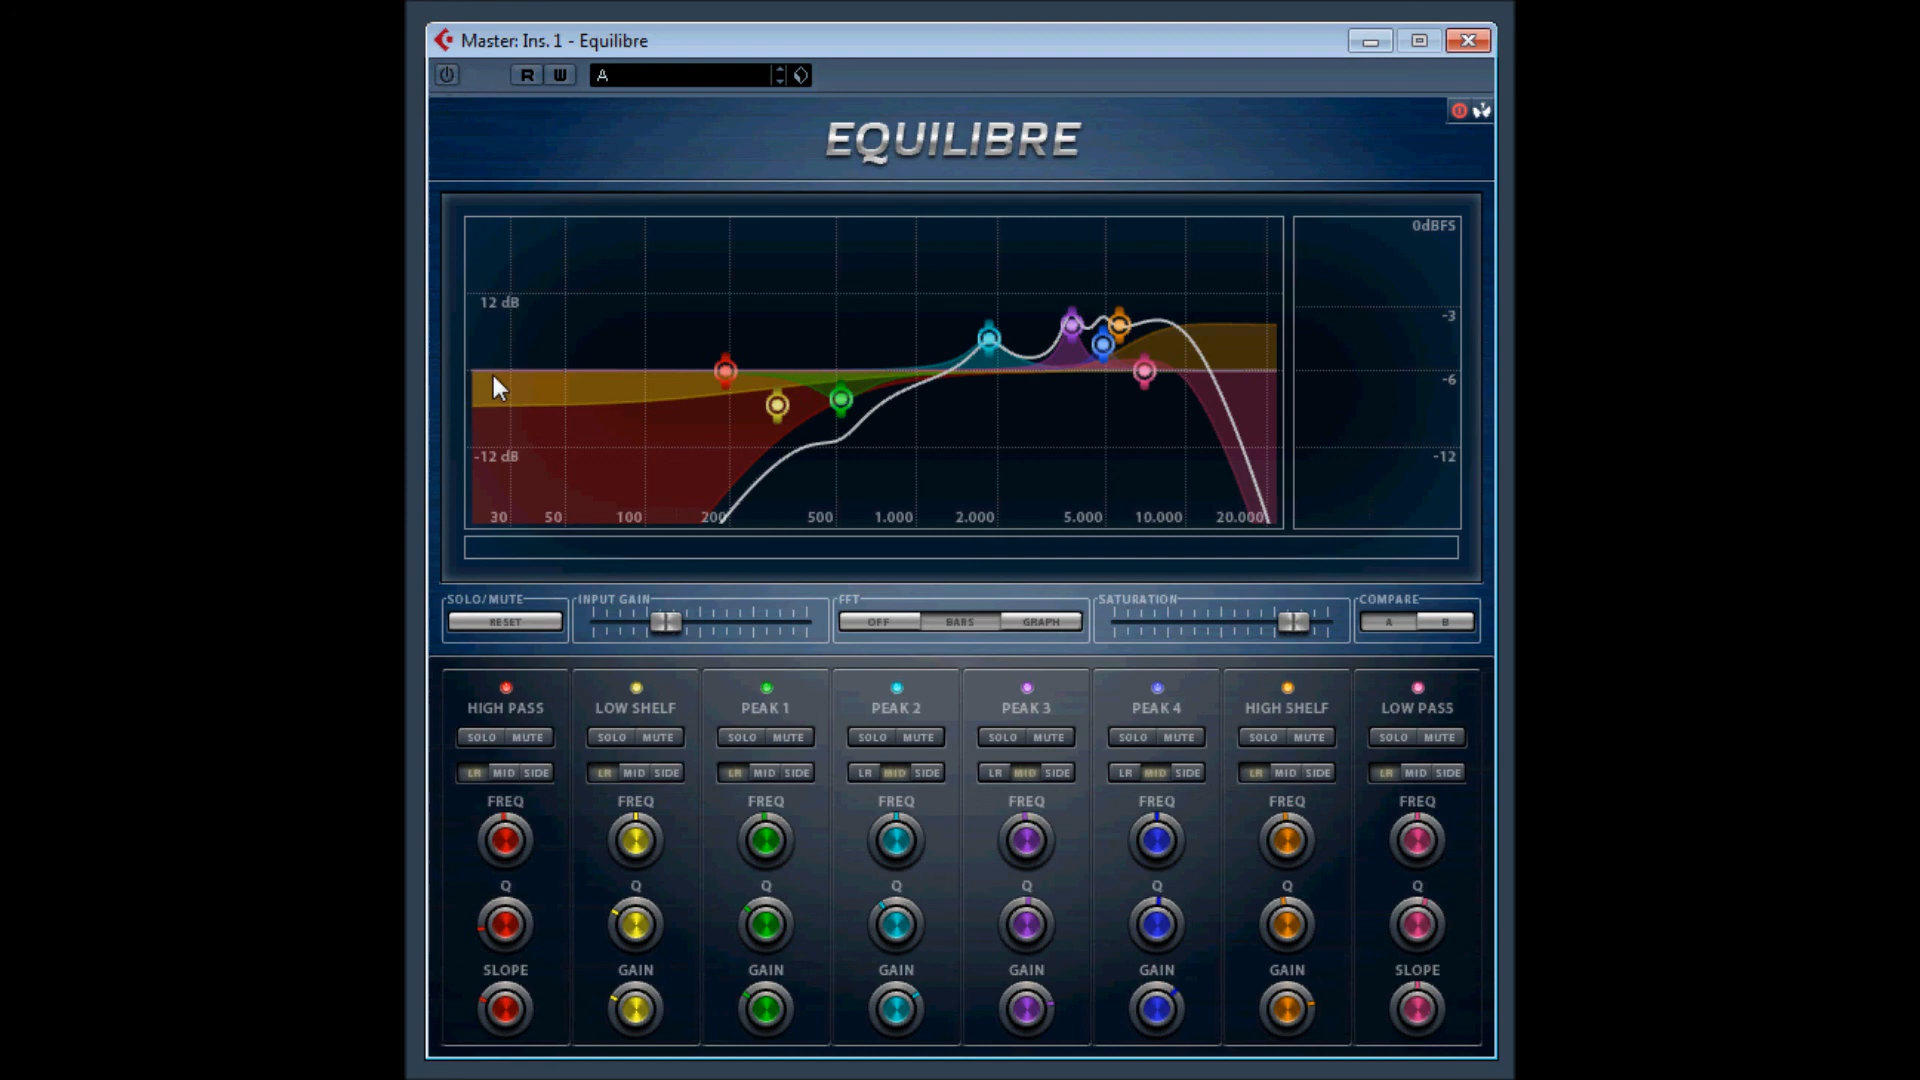 Master: Ins. 1 - Equilibre
R W A
EQUILIBRE
0dBFS
12 dB
-3
-6
-12 dB
-12
30 50 100 200 500 1.000 2.000 5.000 10.000 20.000
SOLO/MUTE INPUT GAIN FFT SATURATION COMPARE
RESET OFF BARS GRAPH A B
HIGH PASS LOW SHELF PEAK 1 PEAK 2 PEAK 3 PEAK 4 HIGH SHELF LOW PASS
SOLO MUTE SOLO MUTE SOLO MUTE SOLO MUTE SOLO MUTE SOLO MUTE SOLO MUTE SOLO MUTE
LR MID SIDE LR MID SIDE LR MID SIDE LR MID SIDE LR MID SIDE LR MID SIDE LR MID SIDE LR MID SIDE
FREQ FREQ FREQ FREQ FREQ FREQ FREQ FREQ
Q Q Q Q Q Q Q Q
SLOPE GAIN GAIN GAIN GAIN GAIN GAIN SLOPE